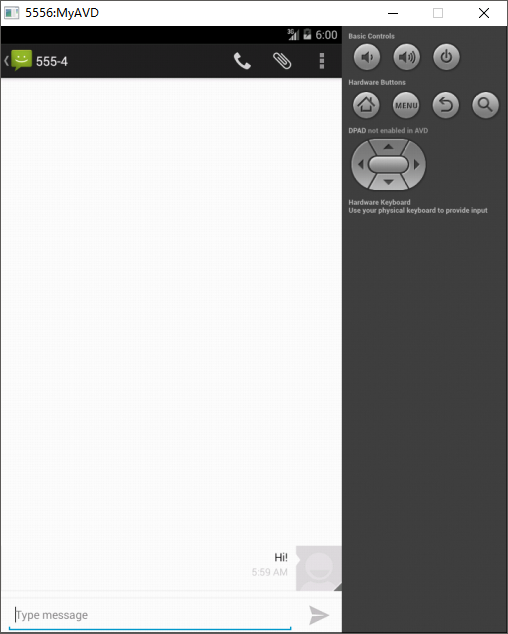 5556:MyAVD
3G 6:00
555-4
Hi!
5:59 AM
Type message
Basic Controls
Hardware Buttons
MENU
DPAD not enabled in AVD
Hardware Keyboard
Use your physical keyboard to provide input